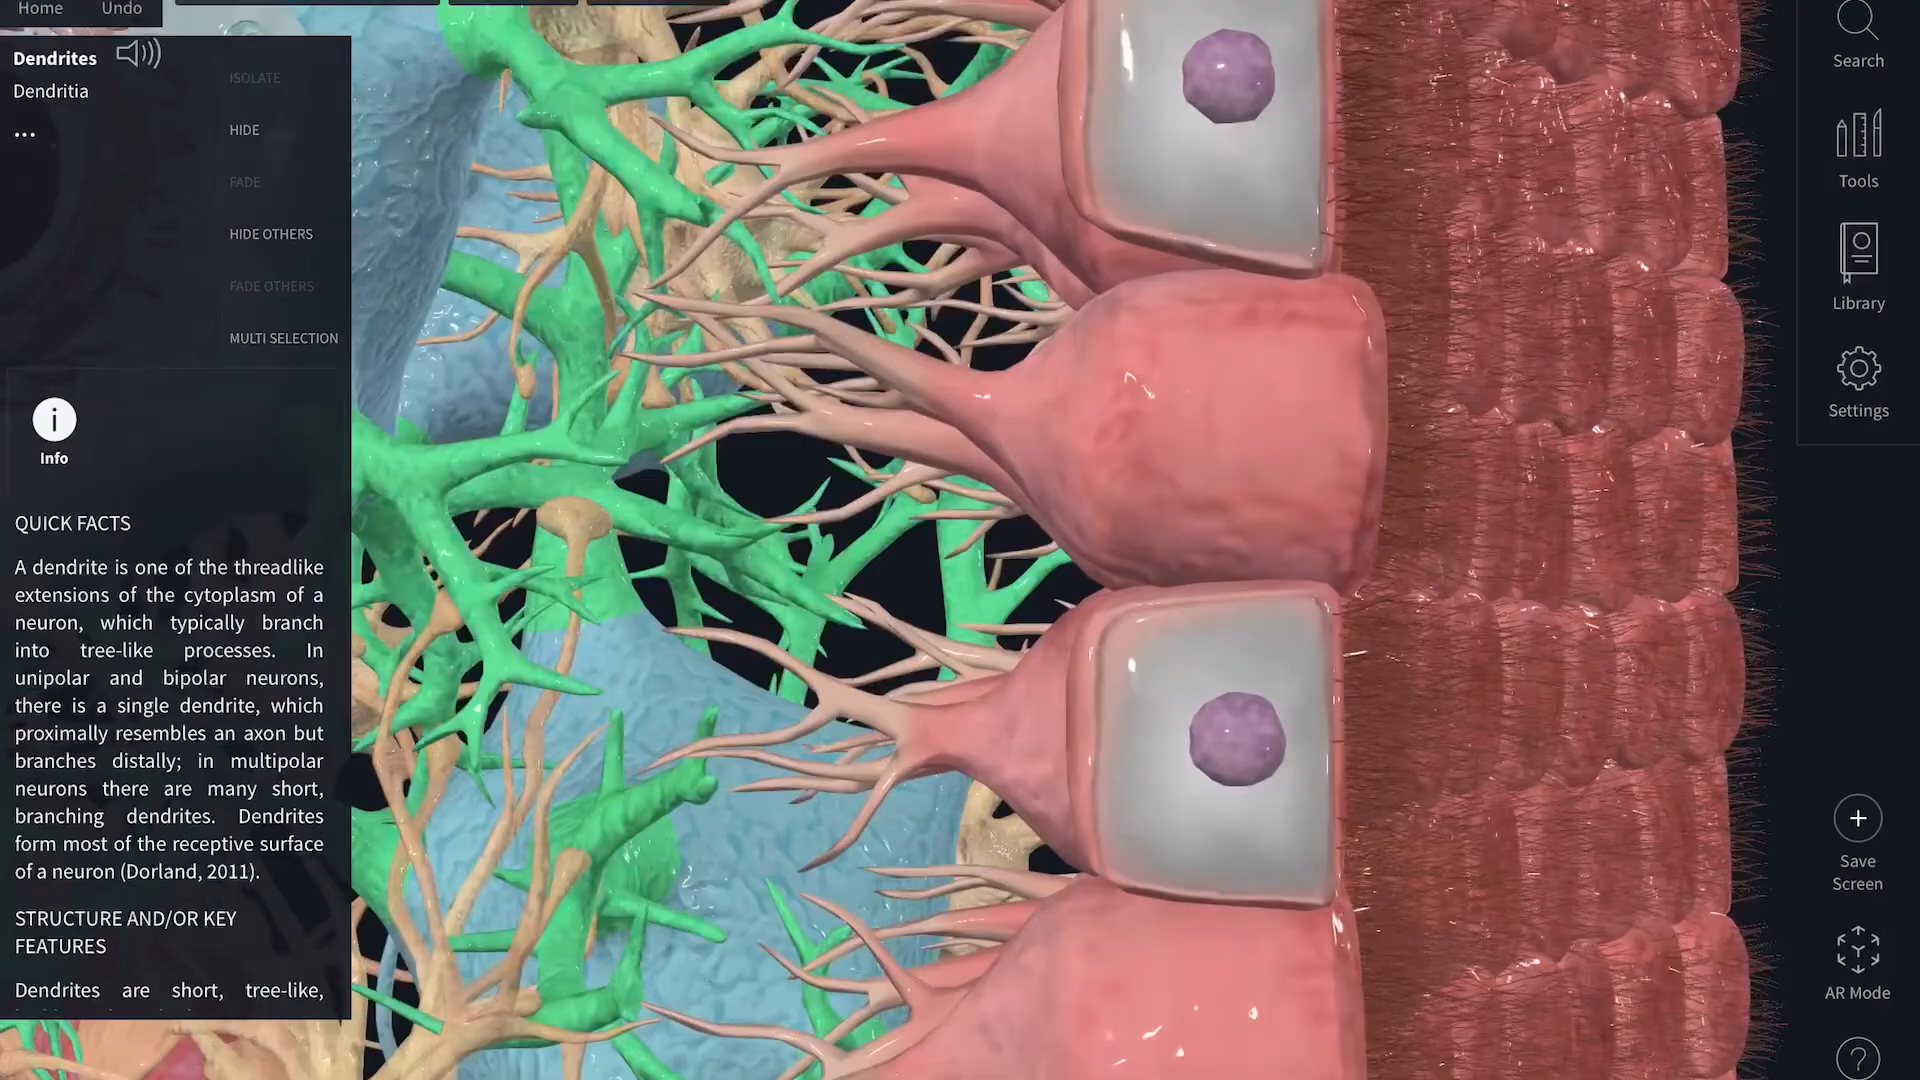 Home Undo
Dendrites
Dendritia
...
ISOLATE
HIDE
FADE
HIDE OTHERS
FADE OTHERS
MULTI SELECTION
i
Info
QUICK FACTS
A dendrite is one of the threadlike
extensions of the cytoplasm of a
neuron, which typically branch
into tree-like processes. In
unipolar and bipolar neurons,
there is a single dendrite, which
proximally resembles an axon but
branches distally; in multipolar
neurons there are many short,
branching dendrites. Dendrites
form most of the receptive surface
of a neuron (Dorland, 2011).
STRUCTURE AND/OR KEY
FEATURES
Dendrites are short, tree-like,
Search
Tools
Library
Settings
Save
Screen
AR Mode
?